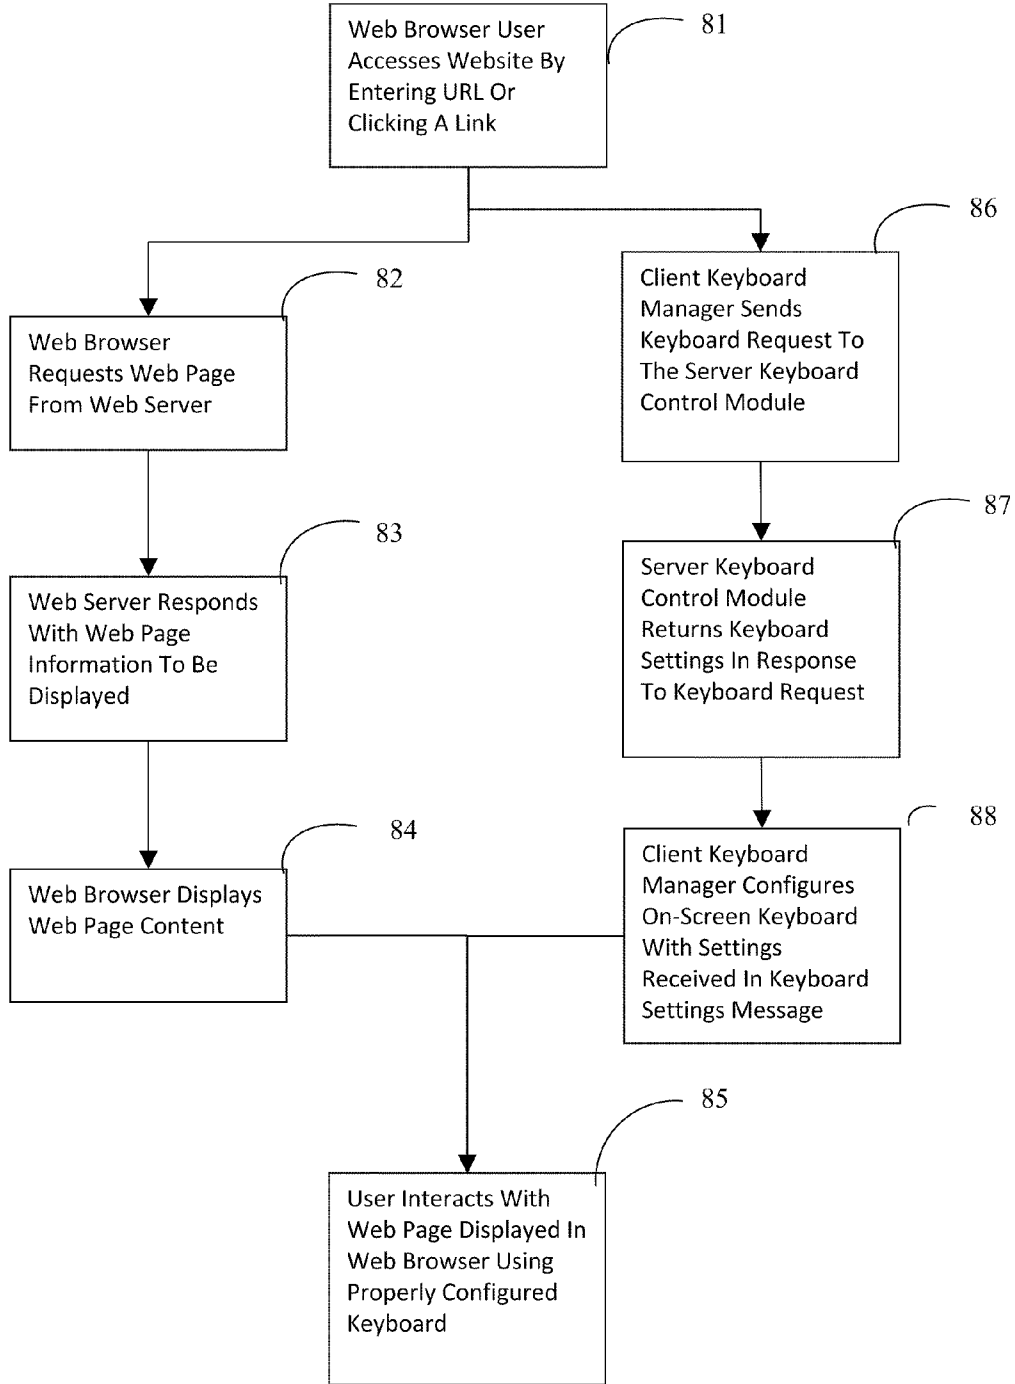 Web Browser User
Accesses Website By
Entering URL Or
Clicking A Link
81
82
Web Browser
Requests Web Page
From Web Server
83
Web Server Responds
With Web Page
Information To Be
Displayed
84
Web Browser Displays
Web Page Content
86
Client Keyboard
Manager Sends
Keyboard Request To
The Server Keyboard
Control Module
87
Server Keyboard
Control Module
Returns Keyboard
Settings In Response
To Keyboard Request
88
Client Keyboard
Manager Configures
On-Screen Keyboard
With Settings
Received In Keyboard
Settings Message
85
User Interacts With
Web Page Displayed In
Web Browser Using
Properly Configured
Keyboard